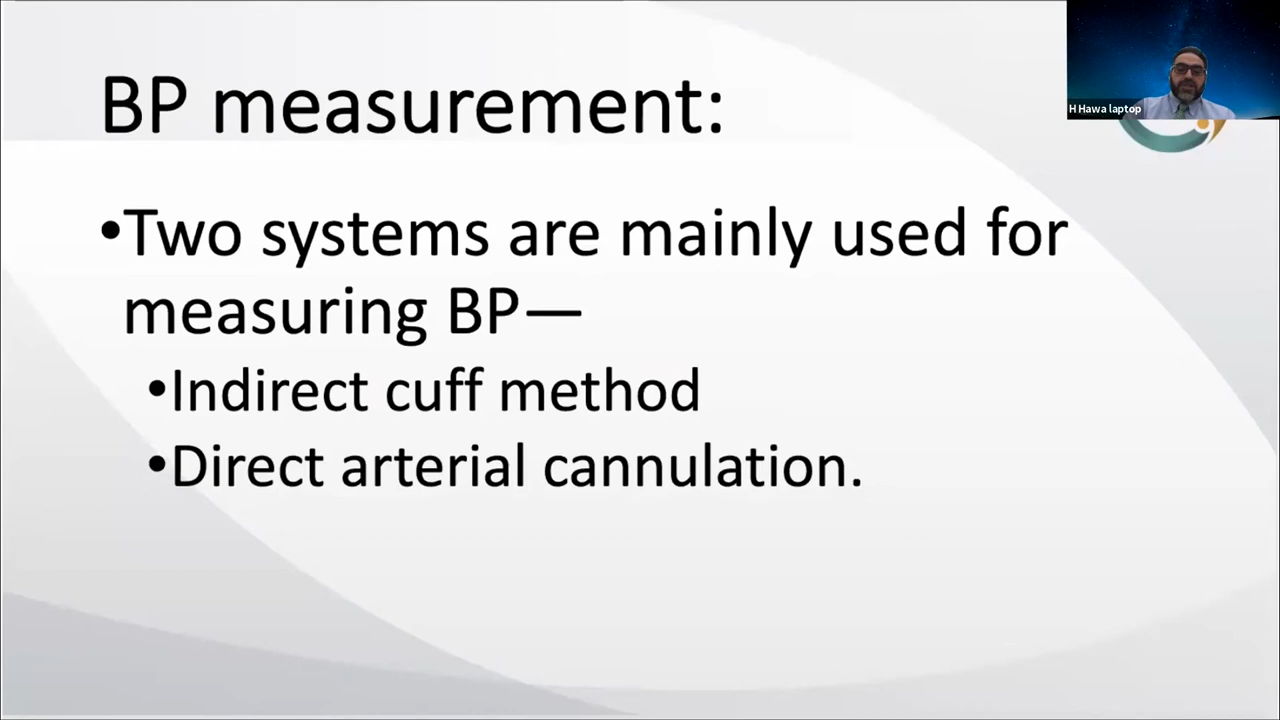 BP measurement:
•Two systems are mainly used for
measuring BP—
•Indirect cuff method
•Direct arterial cannulation.
H Hawa laptop